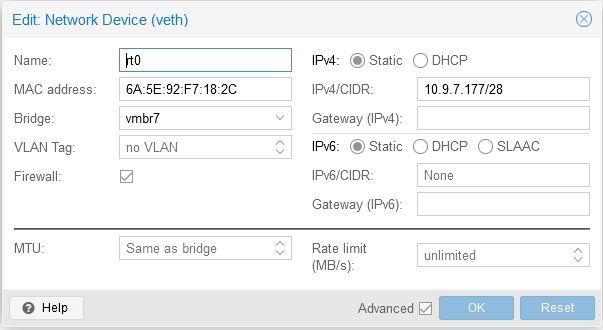 Edit: Network Device (veth)
Name: rt0
MAC address: 6A:5E:92:F7:18:2C
Bridge: vmbr7
VLAN Tag: no VLAN
Firewall:
MTU: Same as bridge
IPv4: Static DHCP
IPv4/CIDR: 10.9.7.177/28
Gateway (IPv4):
IPv6: Static DHCP SLAAC
IPv6/CIDR: None
Gateway (IPv6):
Rate limit
(MB/s): unlimited
Help
Advanced
OK
Reset